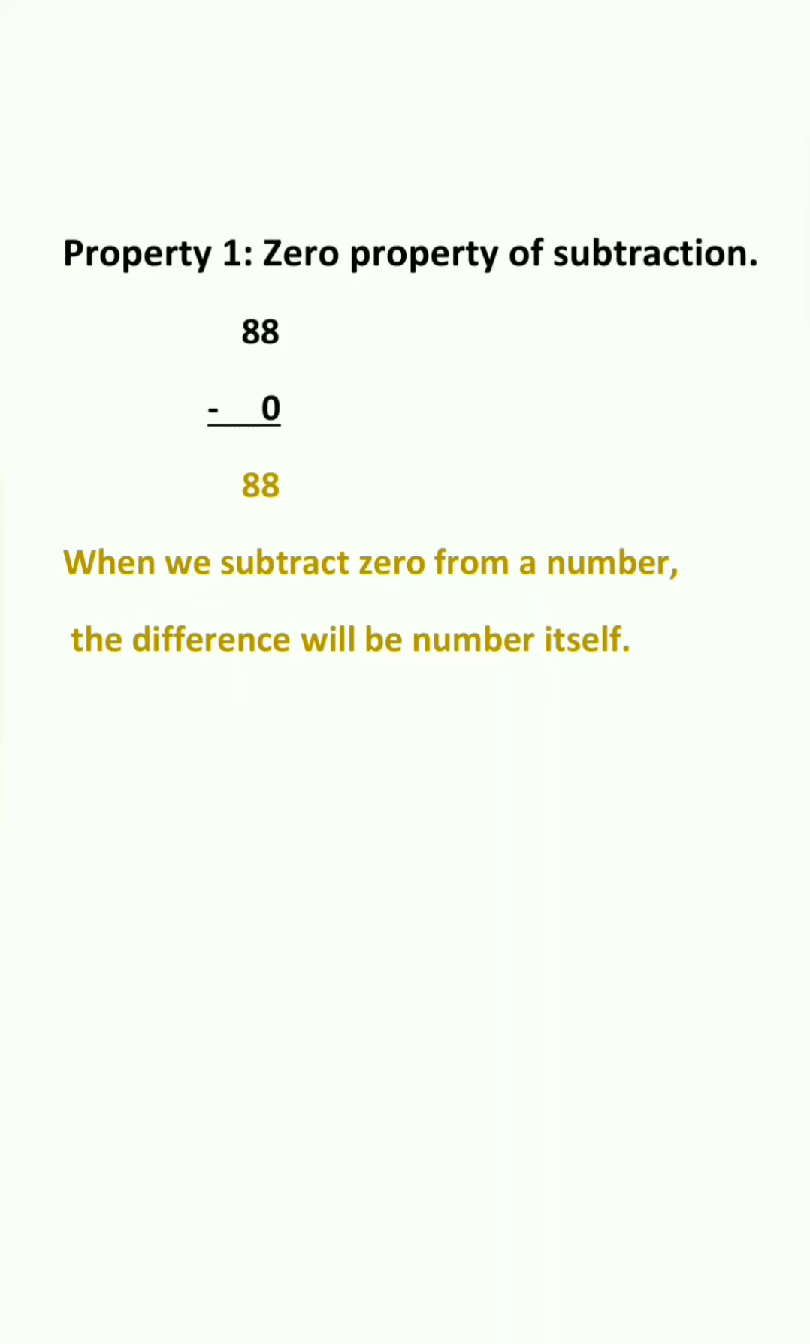 Property 1: Zero property of subtraction.
88
- 0
88
When we subtract zero from a number,
the difference will be number itself.